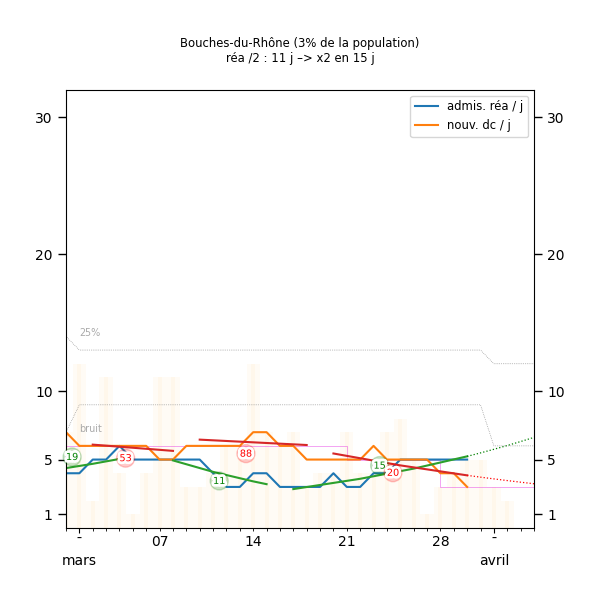 Bouches-du-Rhône (3% de la population)
réa /2 : 11 j –> x2 en 15 j
admis. réa / j
nouv. dc / j
30
30
20
20
25%
10
10
bruit
19
53
88
11
15
20
5
5
1
1
- 07 14 21 28 -
mars avril